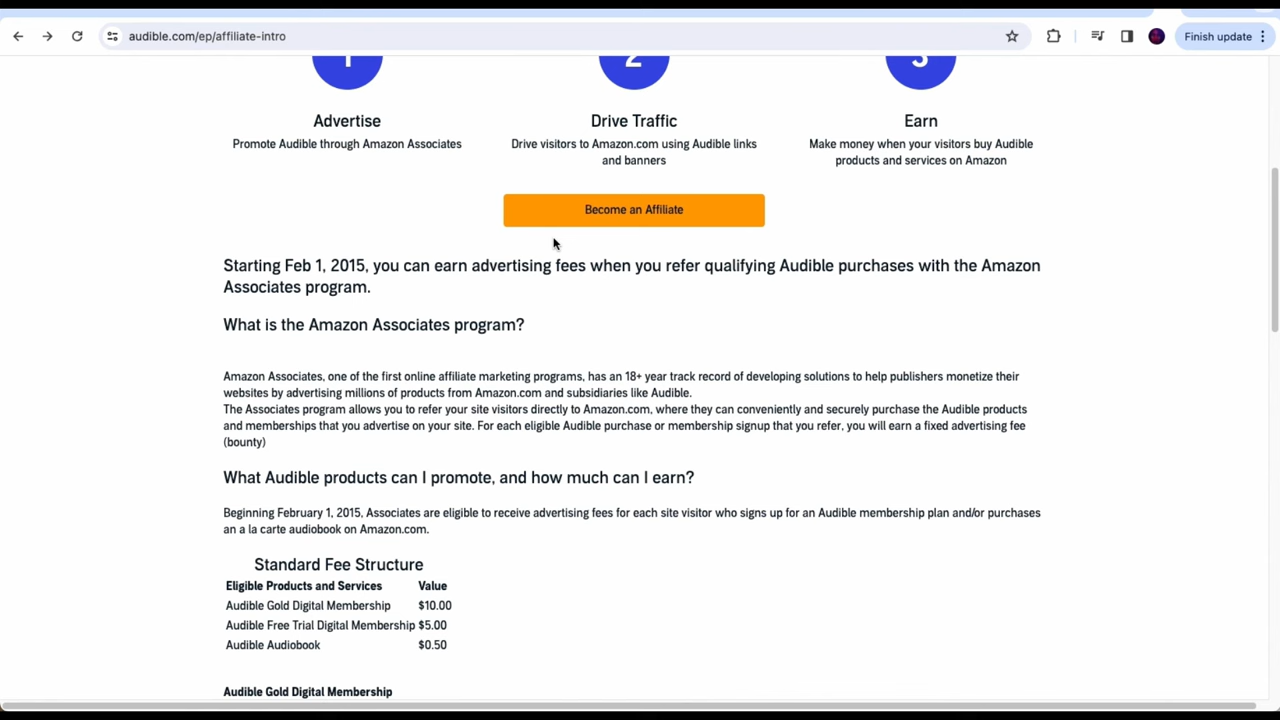 audible.com/ep/affiliate-intro
Finish update
1
2
3
Advertise
Drive Traffic
Earn
Promote Audible through Amazon Associates
Drive visitors to Amazon.com using Audible links
and banners
Make money when your visitors buy Audible
products and services on Amazon
Become an Affiliate
Starting Feb 1, 2015, you can earn advertising fees when you refer qualifying Audible purchases with the Amazon
Associates program.
What is the Amazon Associates program?
Amazon Associates, one of the first online affiliate marketing programs, has an 18+ year track record of developing solutions to help publishers monetize their
websites by advertising millions of products from Amazon.com and subsidiaries like Audible.
The Associates program allows you to refer your site visitors directly to Amazon.com, where they can conveniently and securely purchase the Audible products
and memberships that you advertise on your site. For each eligible Audible purchase or membership signup that you refer, you will earn a fixed advertising fee
(bounty)
What Audible products can I promote, and how much can I earn?
Beginning February 1, 2015, Associates are eligible to receive advertising fees for each site visitor who signs up for an Audible membership plan and/or purchases
an a la carte audiobook on Amazon.com.
Standard Fee Structure
Eligible Products and Services Value
Audible Gold Digital Membership $10.00
Audible Free Trial Digital Membership $5.00
Audible Audiobook $0.50
Audible Gold Digital Membership